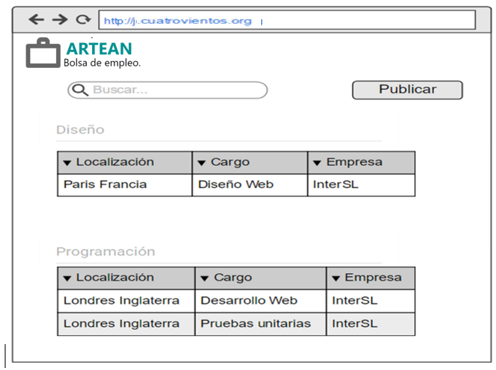 http://j.cuatrovientos.org
ARTEAN
Bolsa de empleo.
Buscar...
Publicar
Diseño
Localización Cargo Empresa
Paris Francia Diseño Web InterSL
Programación
Localización Cargo Empresa
Londres Inglaterra Desarrollo Web InterSL
Londres Inglaterra Pruebas unitarias InterSL